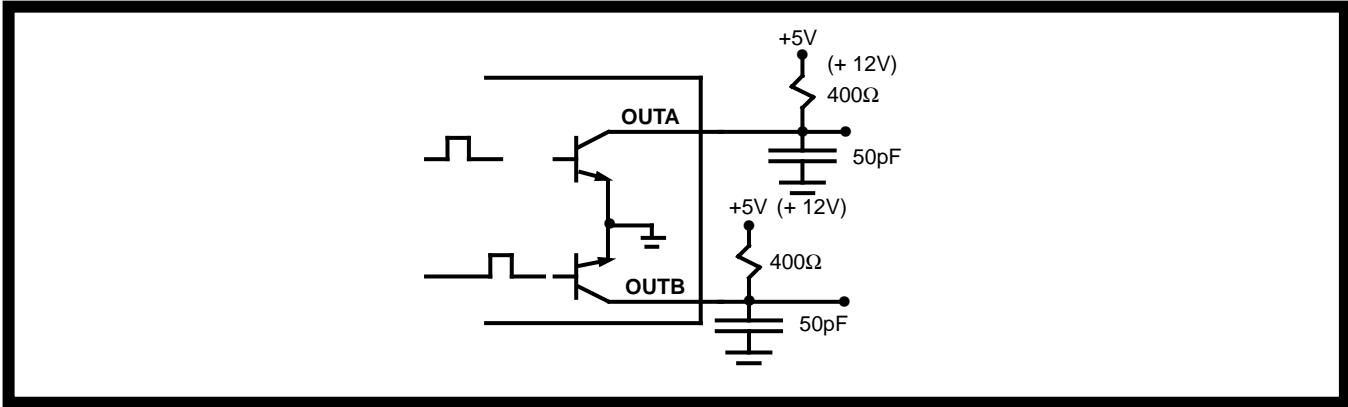 +5V
(+ 12V)
400Ω
OUTA
50pF
+5V (+ 12V)
400Ω
OUTB
50pF